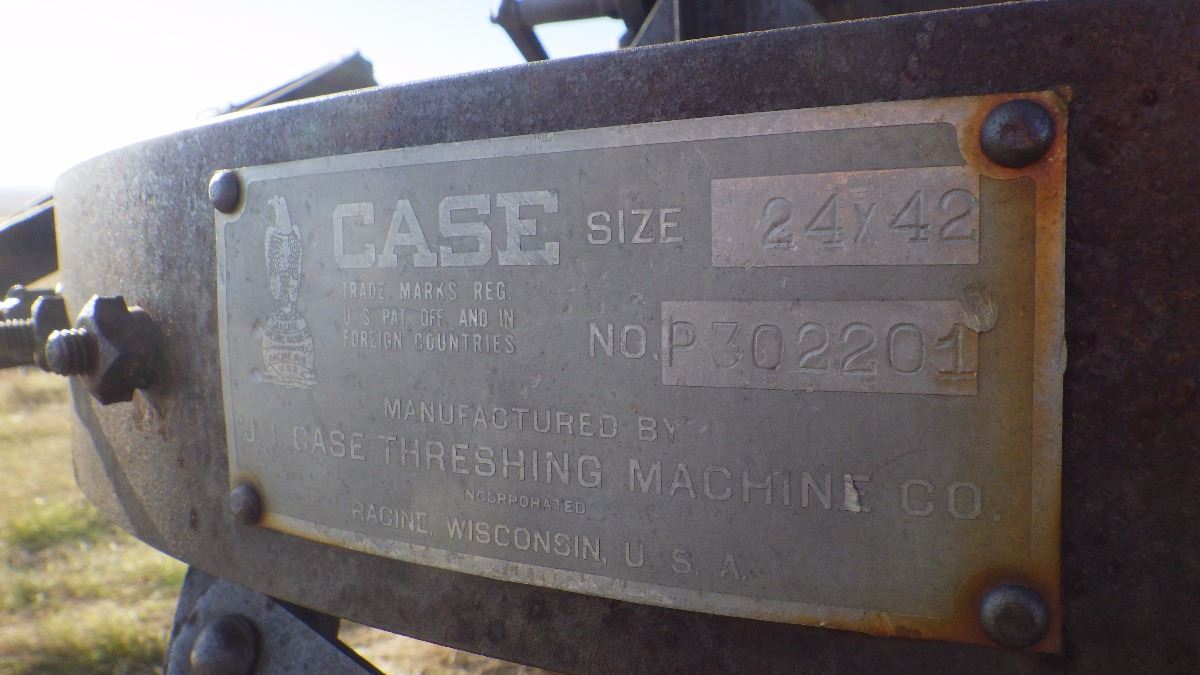 CASE SIZE 24X42
TRADE MARKS REG.
U.S. PAT. OFF. AND IN
FOREIGN COUNTRIES
NO. P302201
MANUFACTURED BY
J. I. CASE THRESHING MACHINE CO.
INCORPORATED
RACINE, WISCONSIN, U. S. A.